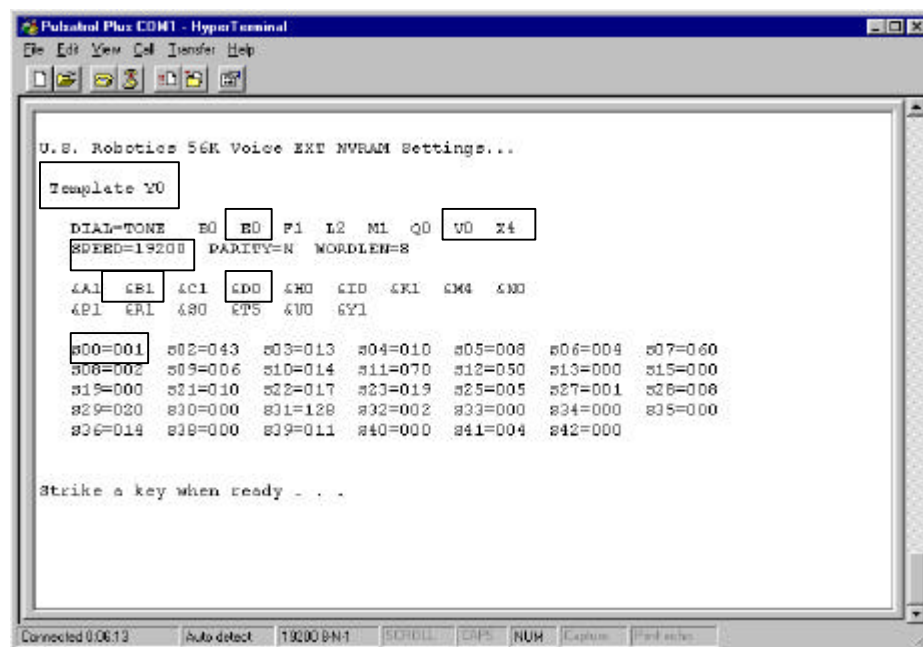 Pulsatrol Plus COM1 - HyperTerminal
File Edit View Call Transfer Help
U.S. Robotics 56K Voice EXT NVRAM Settings...
Template Y0
DIAL=TONE B0 E0 F1 L2 M1 Q0 V0 X4
SPEED=19200 PARITY=N WORDLEN=8
&A1 &B1 &C1 &D0 &H0 &I0 &K1 &M4 &N0
&P1 &R1 &S0 &T5 &U0 &Y1
S00=001 S02=043 S03=013 S04=010 S05=008 S06=004 S07=060
S08=002 S09=006 S10=014 S11=070 S12=050 S13=000 S15=000
S19=000 S21=010 S22=017 S23=019 S25=005 S27=001 S28=008
S29=020 S30=000 S31=128 S32=002 S33=000 S34=000 S35=000
S36=014 S38=000 S39=011 S40=000 S41=004 S42=000
Strike a key when ready . . .
Connected 0:06:13 Auto detect 19200 8-N-1 SCROLL CAPS NUM Capture Print echo